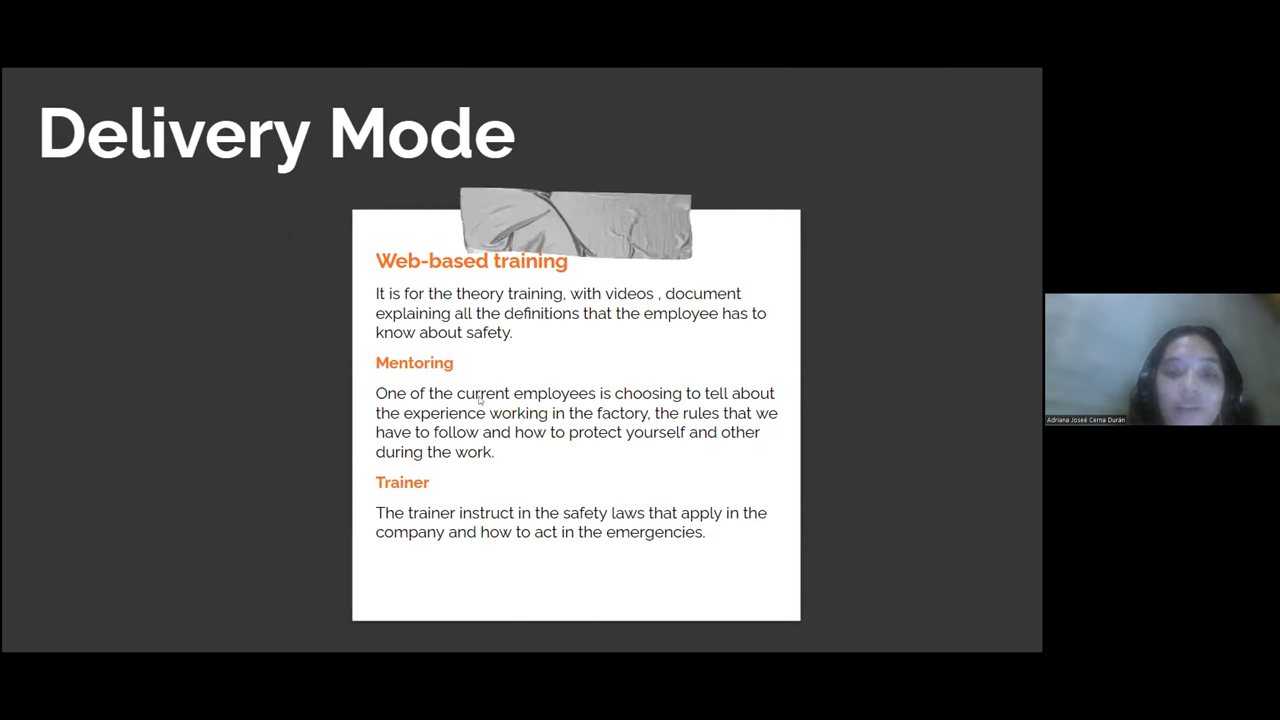 Delivery Mode
Web-based training
It is for the theory training, with videos , document
explaining all the definitions that the employee has to
know about safety.
Mentoring
One of the current employees is choosing to tell about
the experience working in the factory, the rules that we
have to follow and how to protect yourself and other
during the work.
Trainer
The trainer instruct in the safety laws that apply in the
company and how to act in the emergencies.
Adriana Joseé Cerna Durán